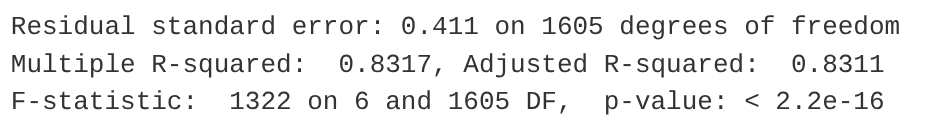 Residual standard error: 0.411 on 1605 degrees of freedom
Multiple R-squared:  0.8317, Adjusted R-squared:  0.8311
F-statistic:  1322 on 6 and 1605 DF,  p-value: < 2.2e-16